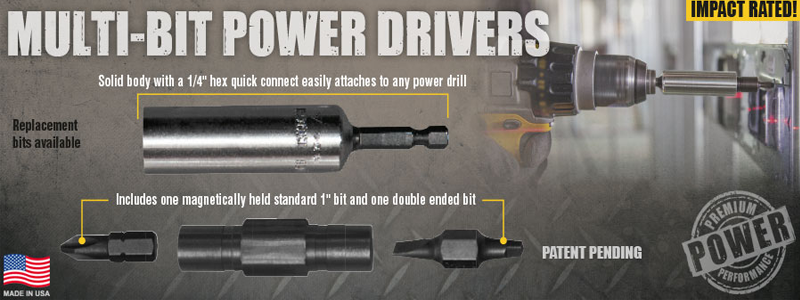 IMPACT RATED!
MULTI-BIT POWER DRIVERS
Solid body with a 1/4" hex quick connect easily attaches to any power drill
Replacement
bits available
Includes one magnetically held standard 1" bit and one double ended bit
PATENT PENDING
PREMIUM
POWER
PERFORMANCE
MADE IN USA